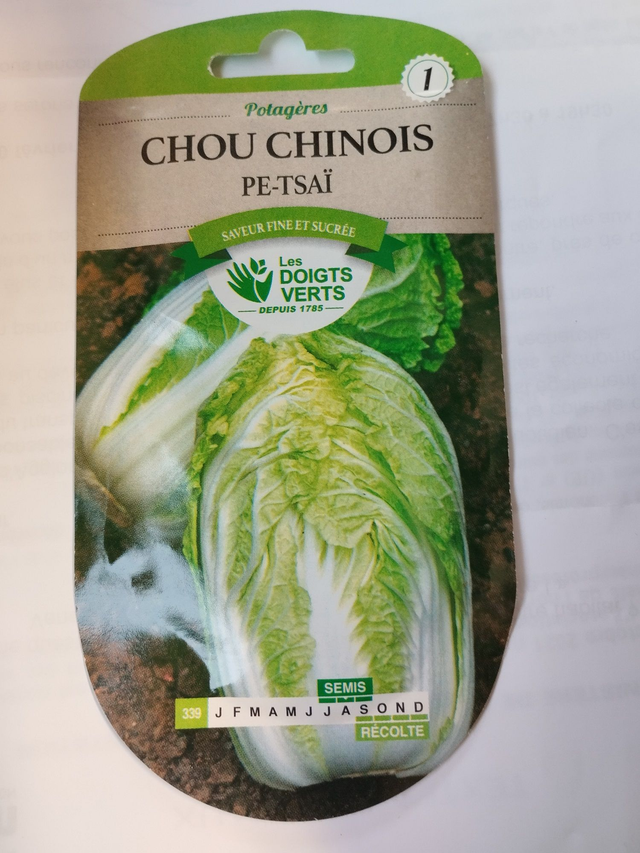 1
Potagères
CHOU CHINOIS
PE-TSAÏ
SAVEUR FINE ET SUCRÉE
Les
DOIGTS
VERTS
DEPUIS 1785
SEMIS
339 J F M A M J J A S O N D
RÉCOLTE